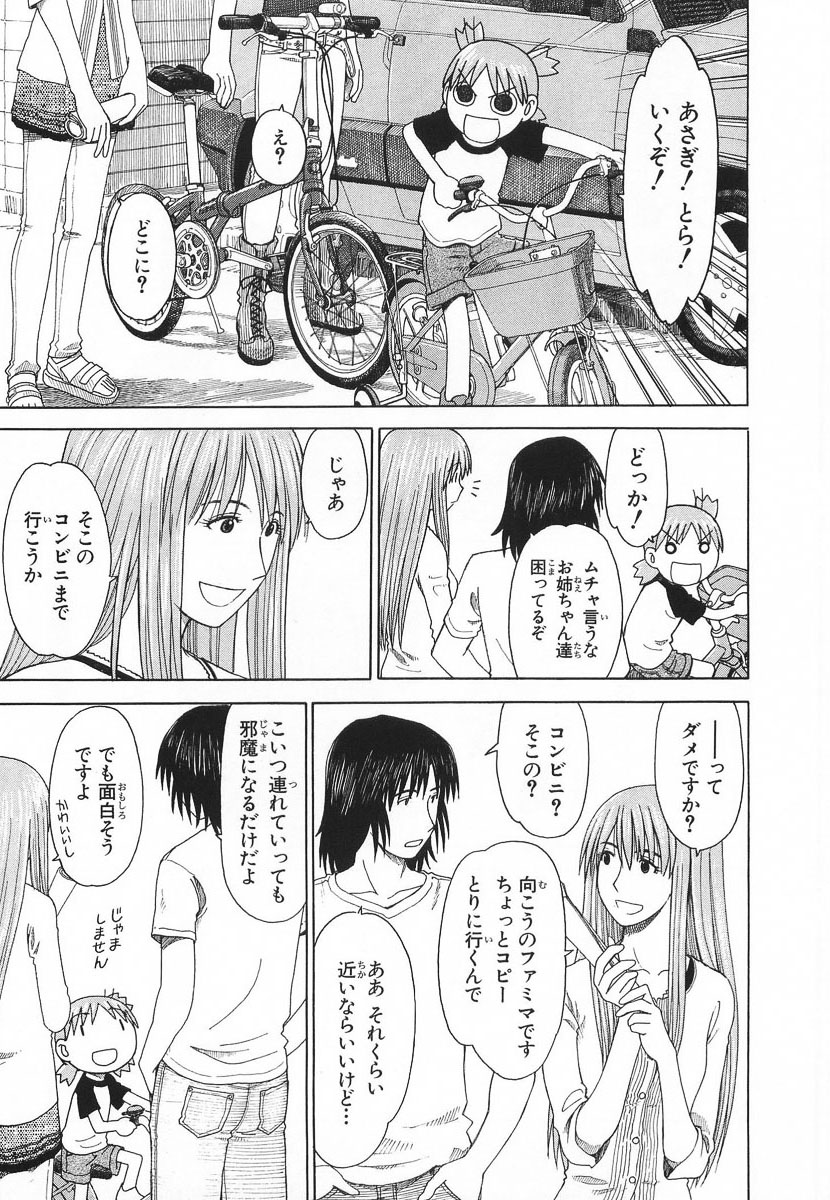 あさぎ！とら！
いくぞ！
え？
どこに？
どっか！
ムチャ言うな
お姉ちゃん達
困ってるぞ
じゃあ
そこの
コンビニまで
行こうか
――って
ダメですか？
コンビニ？
そこの？
向こうのファミマです
ちょっとコピー
とりに行くんで
ああ それくらい
近いならいいけど…
こいつ連れていっても
邪魔になるだけだよ
でも面白そう
ですよ
かわいいし
じゃま
しません